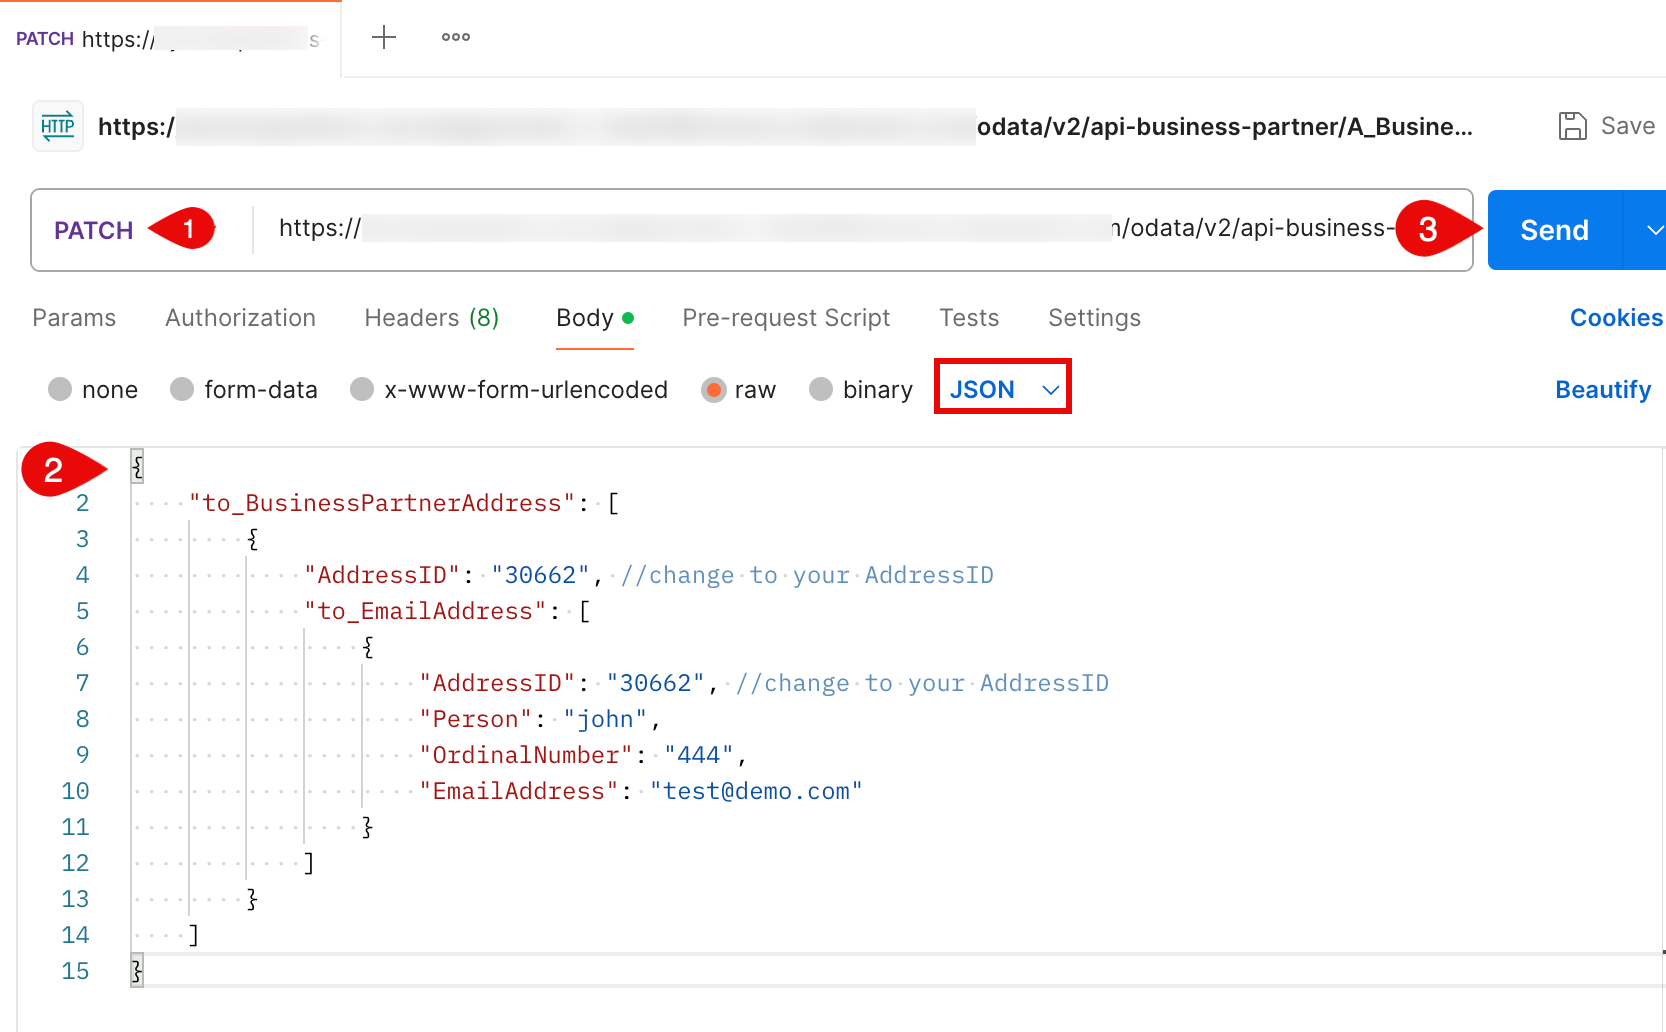 PATCH https://
HTTP https:/ odata/v2/api-business-partner/A_Busine... Save
PATCH 1 https:// /odata/v2/api-business- 3 Send
Params Authorization Headers (8) Body Pre-request Script Tests Settings Cookies
none form-data x-www-form-urlencoded raw binary JSON Beautify
2 {
2 "to_BusinessPartnerAddress": [
3 {
4 "AddressID": "30662", //change to your AddressID
5 "to_EmailAddress": [
6 {
7 "AddressID": "30662", //change to your AddressID
8 "Person": "john",
9 "OrdinalNumber": "444",
10 "EmailAddress": "test@demo.com"
11 }
12 ]
13 }
14 ]
15 }